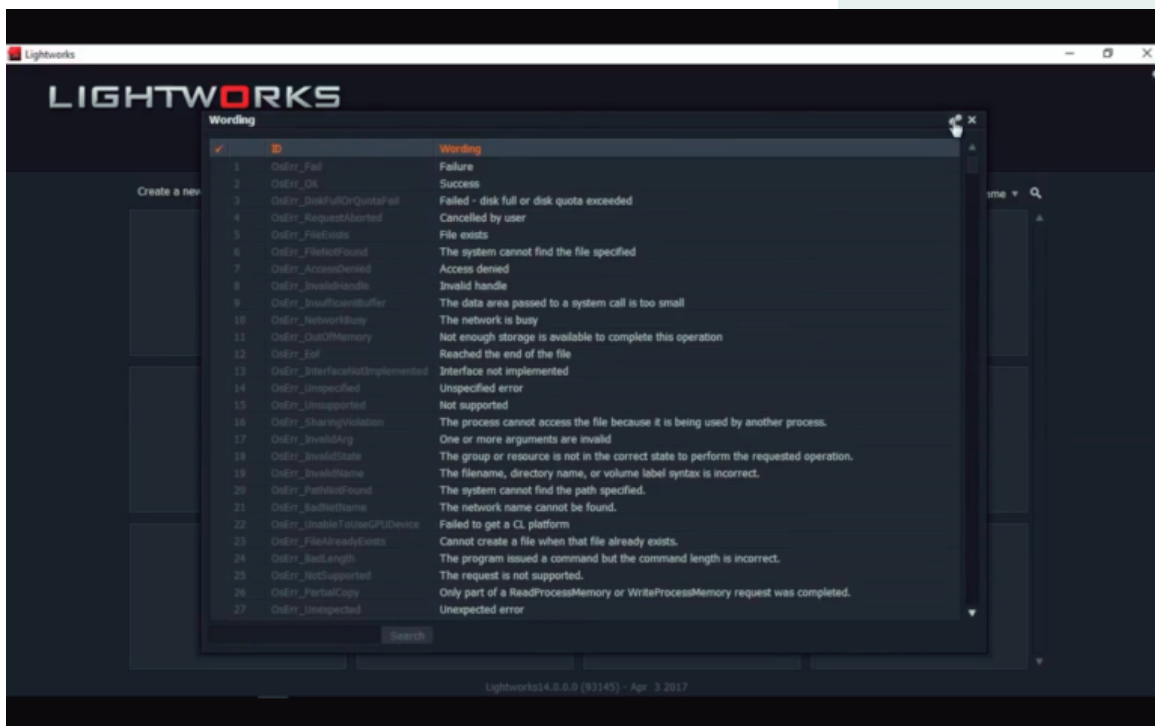 Lightworks
LIGHTWORKS
Wording
ID Wording
1 OsErr_Fail Failure
2 OsErr_OK Success
3 OsErr_DiskFullOrQuotaFail Failed - disk full or disk quota exceeded
4 OsErr_RequestAborted Cancelled by user
5 OsErr_FileExists File exists
6 OsErr_FileNotFound The system cannot find the file specified
7 OsErr_AccessDenied Access denied
8 OsErr_InvalidHandle Invalid handle
9 OsErr_InsufficientBuffer The data area passed to a system call is too small
10 OsErr_NetworkBusy The network is busy
11 OsErr_OutOfMemory Not enough storage is available to complete this operation
12 OsErr_Eof Reached the end of the file
13 OsErr_InterfaceNotImplemented Interface not implemented
14 OsErr_Unspecified Unspecified error
15 OsErr_Unsupported Not supported
16 OsErr_SharingViolation The process cannot access the file because it is being used by another process.
17 OsErr_InvalidArg One or more arguments are invalid
18 OsErr_InvalidState The group or resource is not in the correct state to perform the requested operation.
19 OsErr_InvalidName The filename, directory name, or volume label syntax is incorrect.
20 OsErr_PathNotFound The system cannot find the path specified.
21 OsErr_BadNetName The network name cannot be found.
22 OsErr_UnableToUseGPUDevice Failed to get a CL platform
23 OsErr_FileAlreadyExists Cannot create a file when that file already exists.
24 OsErr_BadLength The program issued a command but the command length is incorrect.
25 OsErr_NotSupported The request is not supported.
26 OsErr_PartialCopy Only part of a ReadProcessMemory or WriteProcessMemory request was completed.
27 OsErr_Unexpected Unexpected error
Create a new
Search
Lightworks14.0.0.0 (93145) - Apr 3 2017